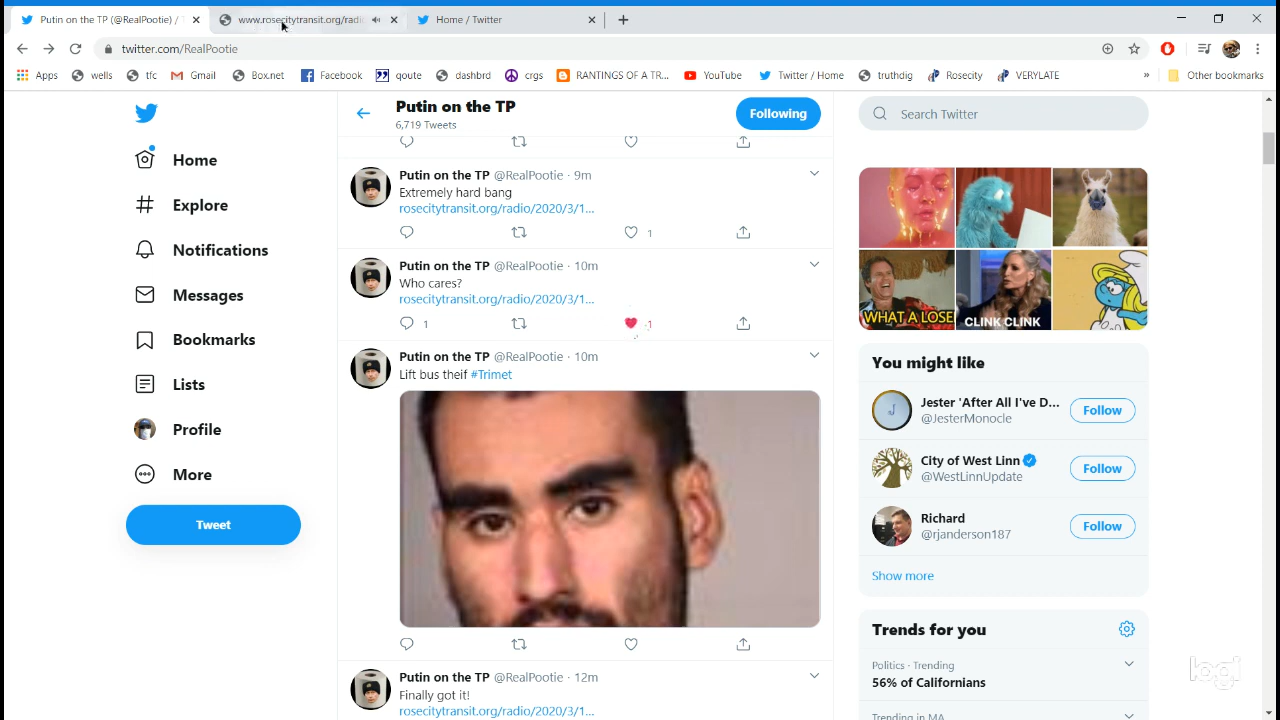 Putin on the TP (@RealPootie) /
www.rosecitytransit.org/radi
Home / Twitter
twitter.com/RealPootie
Apps
wells
tfc
Gmail
Box.net
Facebook
qoute
dashbrd
crgs
RANTINGS OF A TR...
YouTube
Twitter / Home
truthdig
Rosecity
VERYLATE
»
Other bookmarks
Home
Explore
Notifications
Messages
Bookmarks
Lists
Profile
More
Tweet
Putin on the TP
6,719 Tweets
Following
Putin on the TP @RealPootie · 9m
Extremely hard bang
rosecitytransit.org/radio/2020/3/1...
1
Putin on the TP @RealPootie · 10m
Who cares?
rosecitytransit.org/radio/2020/3/1...
1 1
Putin on the TP @RealPootie · 10m
Lift bus theif #Trimet
Putin on the TP @RealPootie · 12m
Finally got it!
rosecitytransit.org/radio/2020/3/1...
Search Twitter
WHAT A LOSE
CLINK CLINK
You might like
Jester 'After All I've D...
@JesterMonocle
Follow
City of West Linn
@WestLinnUpdate
Follow
Richard
@rjanderson187
Follow
Show more
Trends for you
Politics · Trending
56% of Californians
Trending in MA
logi